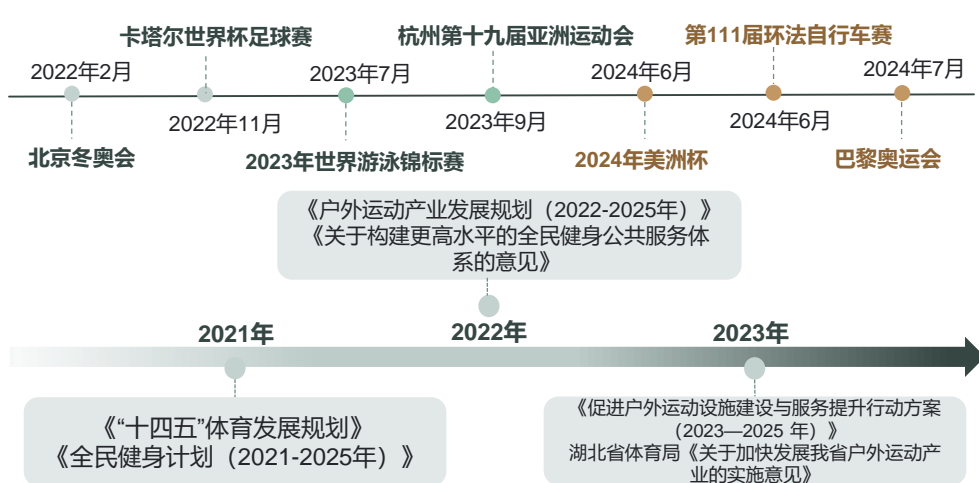 卡塔尔世界杯足球赛
杭州第十九届亚洲运动会
第111届环法自行车赛
2022年2月
2023年7月
2024年6月
2024年7月
2022年11月
2023年9月
2024年6月
北京冬奥会
2023年世界游泳锦标赛
2024年美洲杯
巴黎奥运会
《户外运动产业发展规划（2022-2025年）》
《关于构建更高水平的全民健身公共服务体
系的意见》
2021年
2022年
2023年
《“十四五”体育发展规划》
《全民健身计划（2021-2025年）》
《促进户外运动设施建设与服务提升行动方案
（2023—2025 年）》
湖北省体育局《关于加快发展我省户外运动产
业的实施意见》